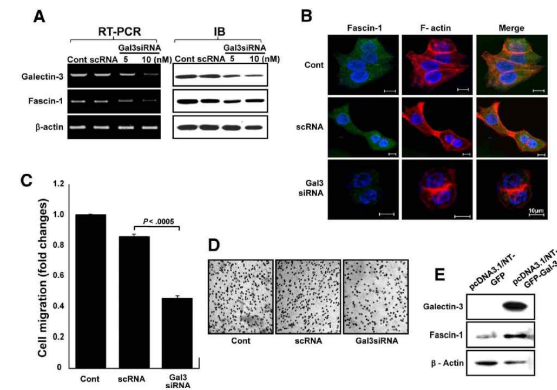 A
RT-PCR
IB
Gal3siRNA
Gal3siRNA
Cont scRNA 5 10 (nM)
Cont scRNA 5 10 (nM)
Galectin-3
Fascin-1
β-actin
B
Fascin-1
F- actin
Merge
Cont
scRNA
Gal3
siRNA
10μm
C
Cell migration (fold changes)
1.2
1.0
0.8
0.6
0.4
0.2
0
P < .0005
Cont
scRNA
Gal3
siRNA
D
Cont
scRNA
Gal3siRNA
E
pcDNA3.1/NT-
GFP
pcDNA3.1/NT-
GFP-Gal-3
Galectin-3
Fascin-1
β - Actin